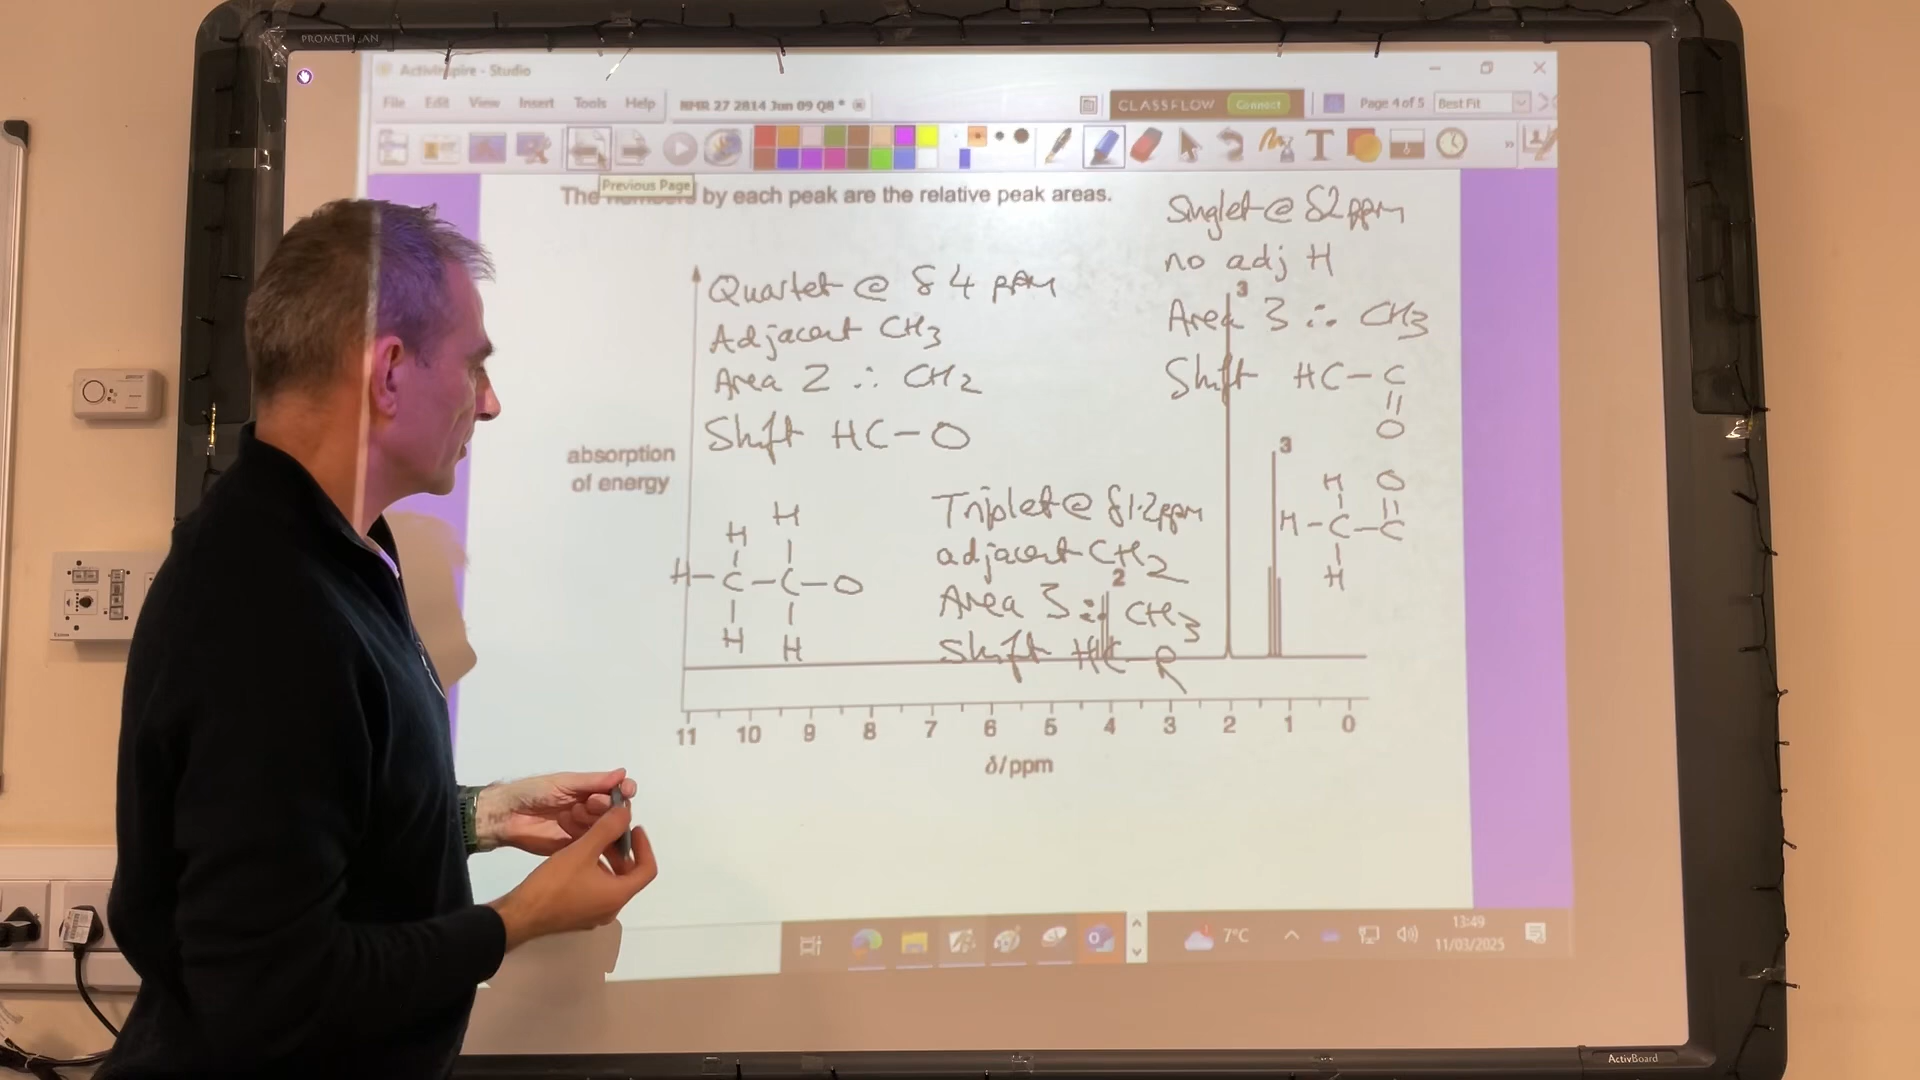 PROMETHEAN
ActivInspire - Studio
File Edit View Insert Tools Help
NMR 27 2014 Jun 09 Q8 *
CLASSFLOW Connect
Page 4 of 5 Best Fit
Previous Page
The numbers by each peak are the relative peak areas.
Quartet @ δ 4 ppm
Adjacent CH3
Area 2 ∴ CH2
Shift HC-O
Singlet @ δ2 ppm
no adj H
3
Area 3 ∴ CH3
Shift HC-C
||
O
absorption
of energy
3
H
H
H-C-C-O
H
H
Triplet @ δ1.2ppm
adjacent CH2
2
Area 3 ∴ CH3
Shift HC-R
H O
H-C-C
H
11 10 9 8 7 6 5 4 3 2 1 0
δ/ppm
7°C
13:49
11/03/2025
ActivBoard